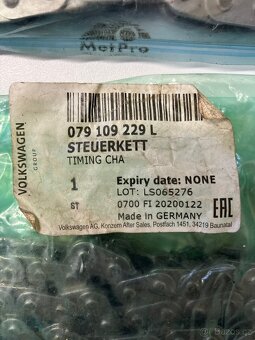 MetPro
VOLKSWAGEN
GROUP
079 109 229 L
STEUERKETT
TIMING CHA
1
ST
Expiry date: NONE
LOT: LS065276
0700 FI 20200122
Made in GERMANY
EAC
Volkswagen AG, Konzern After Sales, Postfach 1451, 34219 Baunatal